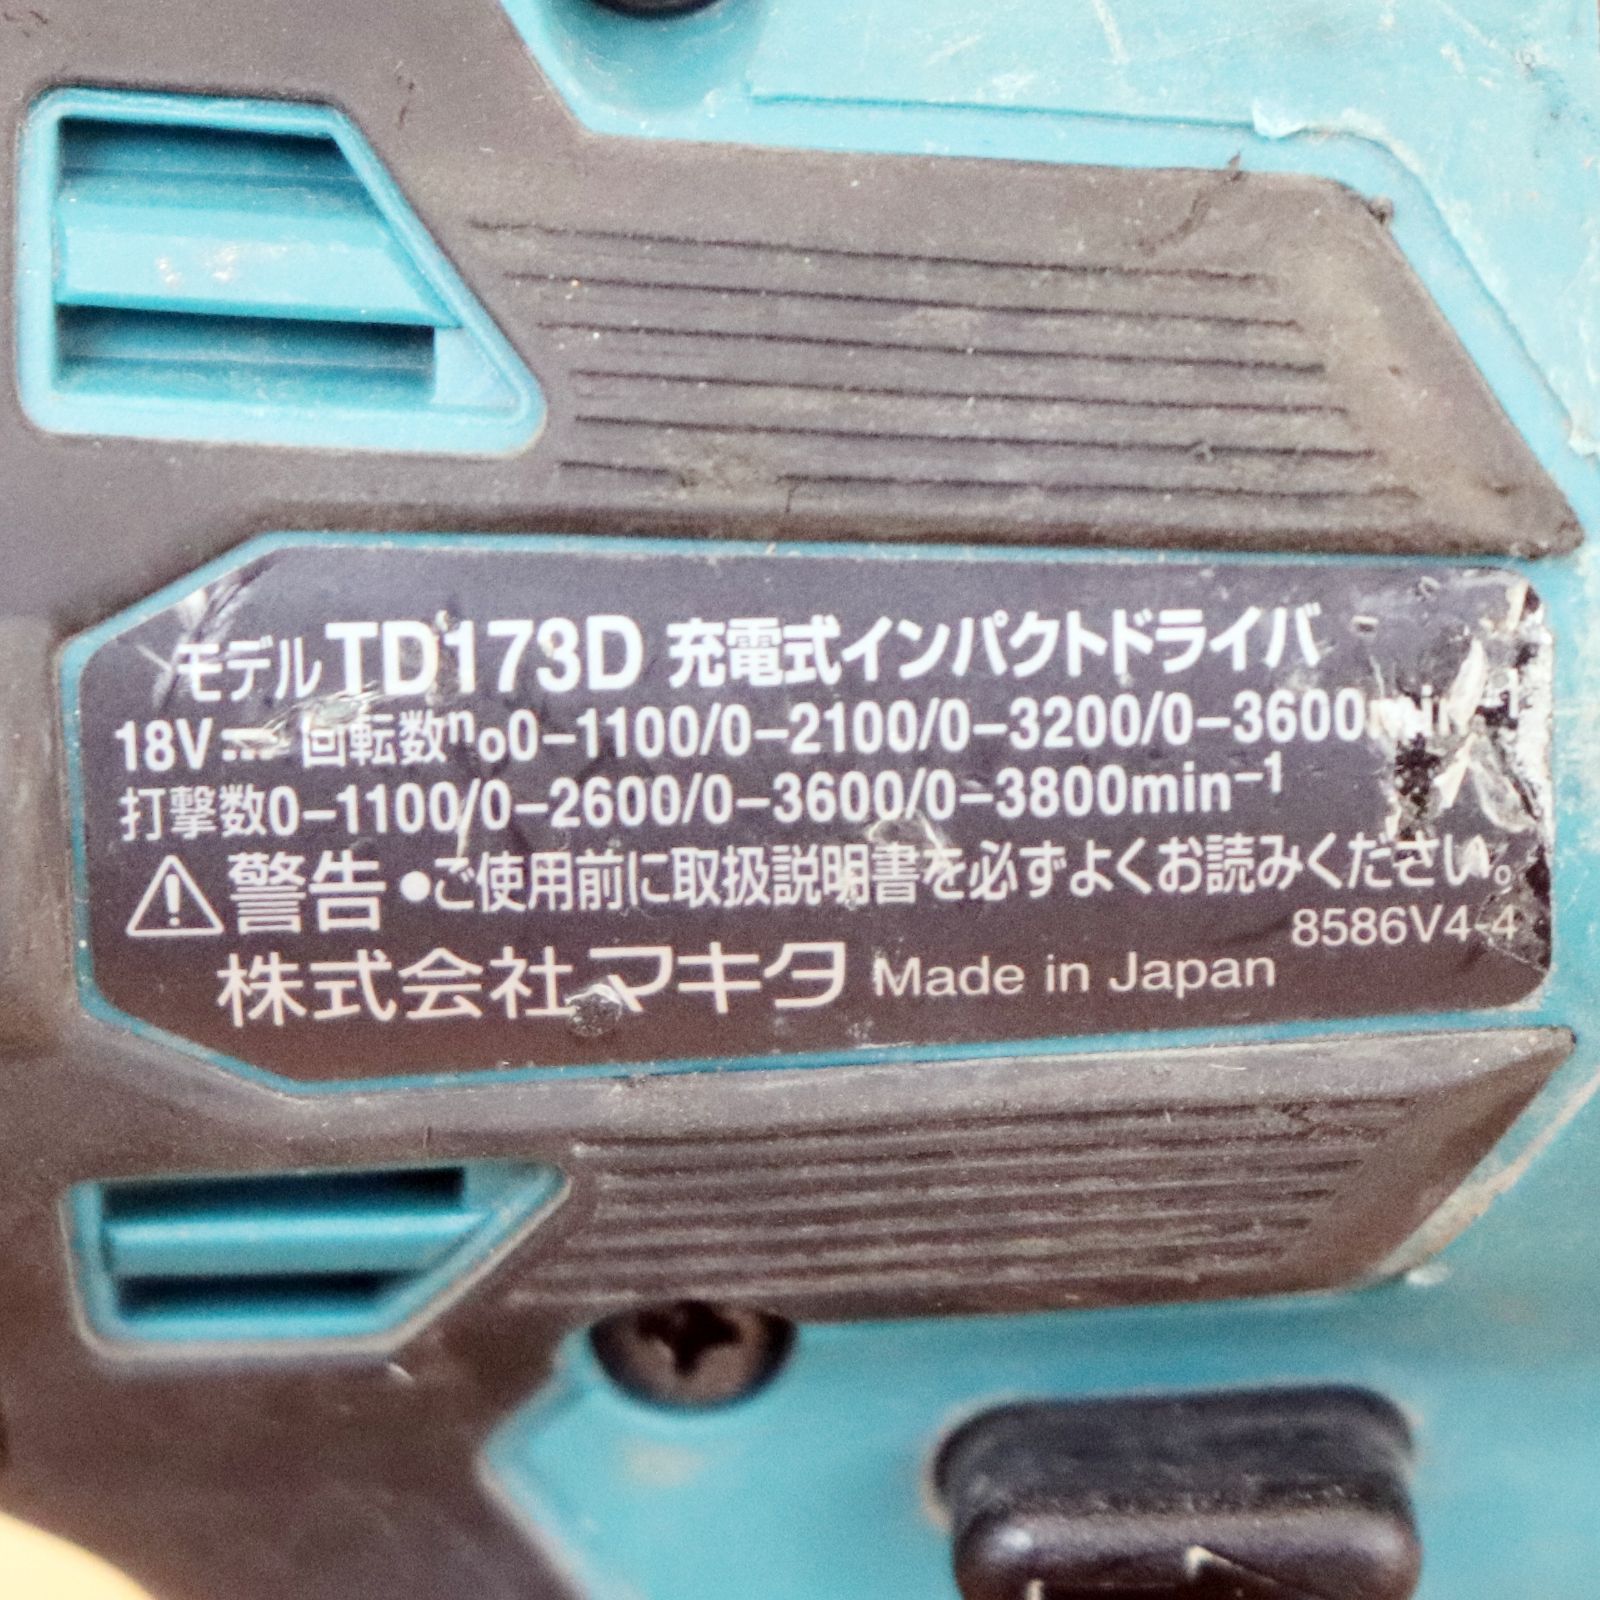 モデル TD173D 充電式インパクトドライバ
18V⎓ 回転数n₀0-1100/0-2100/0-3200/0-3600
打撃数0-1100/0-2600/0-3600/0-3800min⁻¹
⚠警告 ●ご使用前に取扱説明書を必ずよくお読みください。
8586V4-4
株式会社マキタ Made in Japan